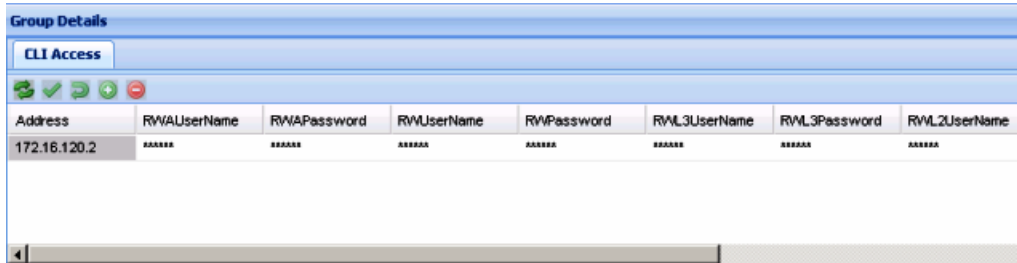 Group Details
CLI Access
Address RWAUserName RWAPassword RWUserName RWPassword RWL3UserName RWL3Password RWL2UserName
172.16.120.2 ****** ****** ****** ****** ****** ****** ******